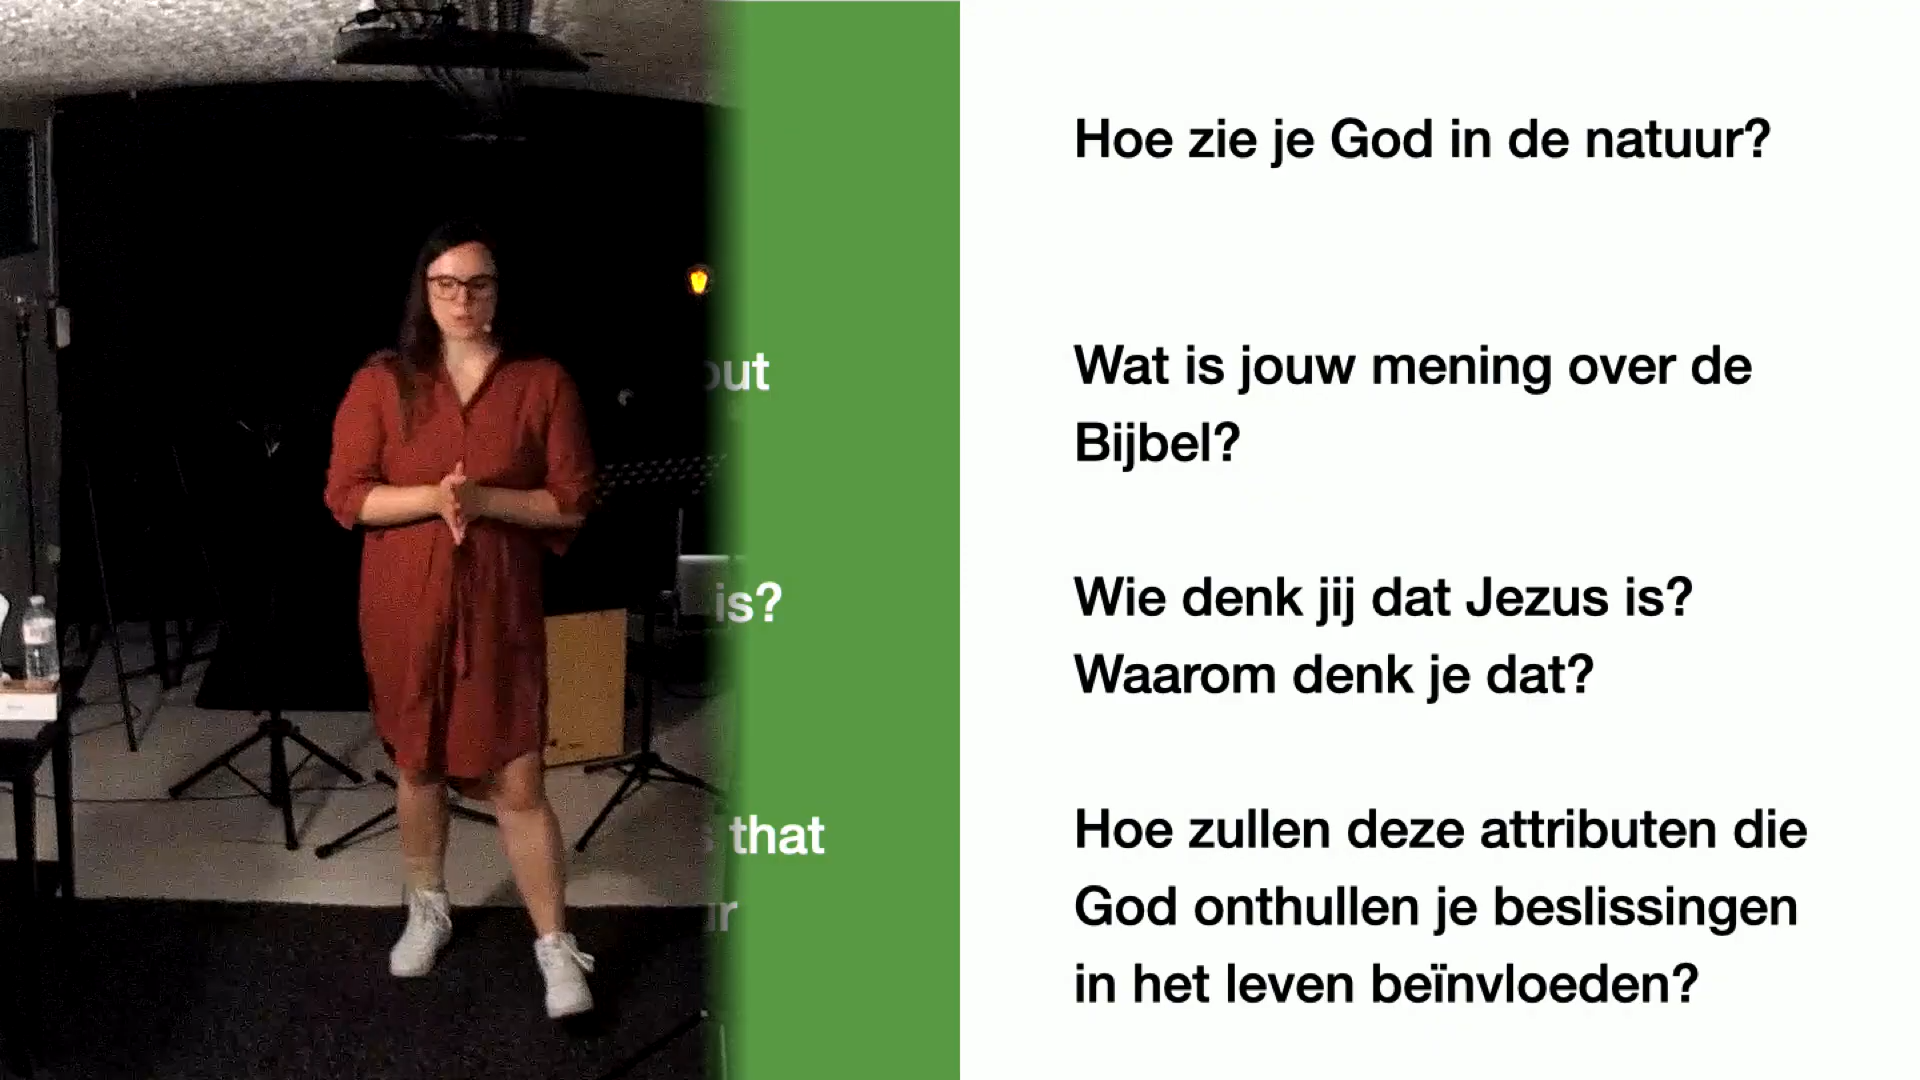 Hoe zie je God in de natuur?
Wat is jouw mening over de
Bijbel?
Wie denk jij dat Jezus is?
Waarom denk je dat?
Hoe zullen deze attributen die
God onthullen je beslissingen
in het leven beïnvloeden?
is?
that